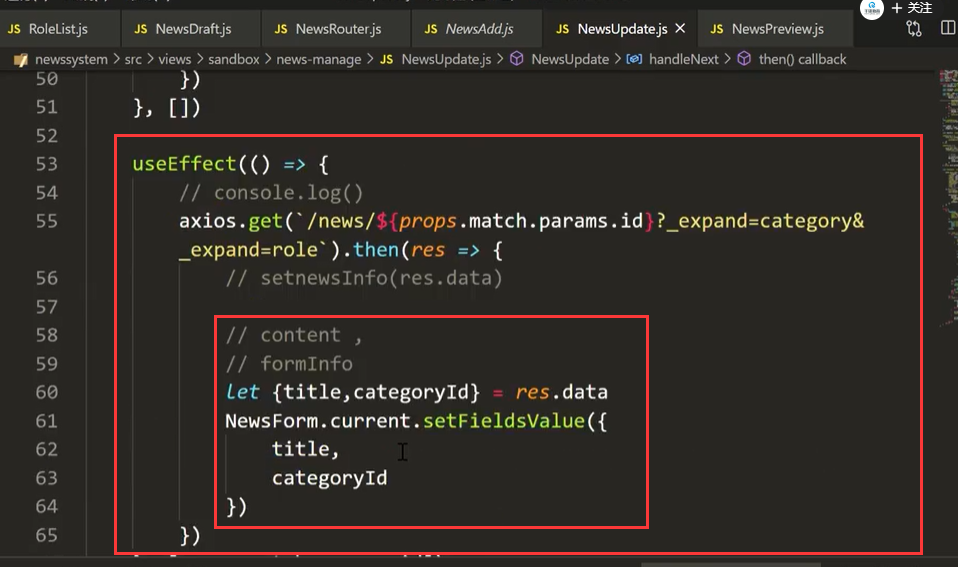 + 关注
JS RoleList.js JS NewsDraft.js JS NewsRouter.js JS NewsAdd.js JS NewsUpdate.js × JS NewsPreview.js
newssystem > src > views > sandbox > news-manage > JS NewsUpdate.js > NewsUpdate > handleNext > then() callback
50 })
51 }, [])
52
53 useEffect(() => {
54 // console.log()
55 axios.get(`/news/${props.match.params.id}?_expand=category&
_expand=role`).then(res => {
56 // setnewsInfo(res.data)
57
58 // content ,
59 // formInfo
60 let {title,categoryId} = res.data
61 NewsForm.current.setFieldsValue({
62 title,
63 categoryId
64 })
65 })